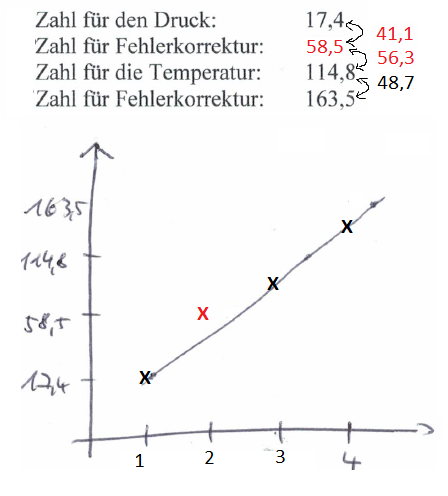 Zahl für den Druck: 17,4 41,1
Zahl für Fehlerkorrektur: 58,5 56,3
Zahl für die Temperatur: 114,8 48,7
Zahl für Fehlerkorrektur: 163,5
163,5
X
114,8
X
X
58,5
X
17,4
1 2 3 4